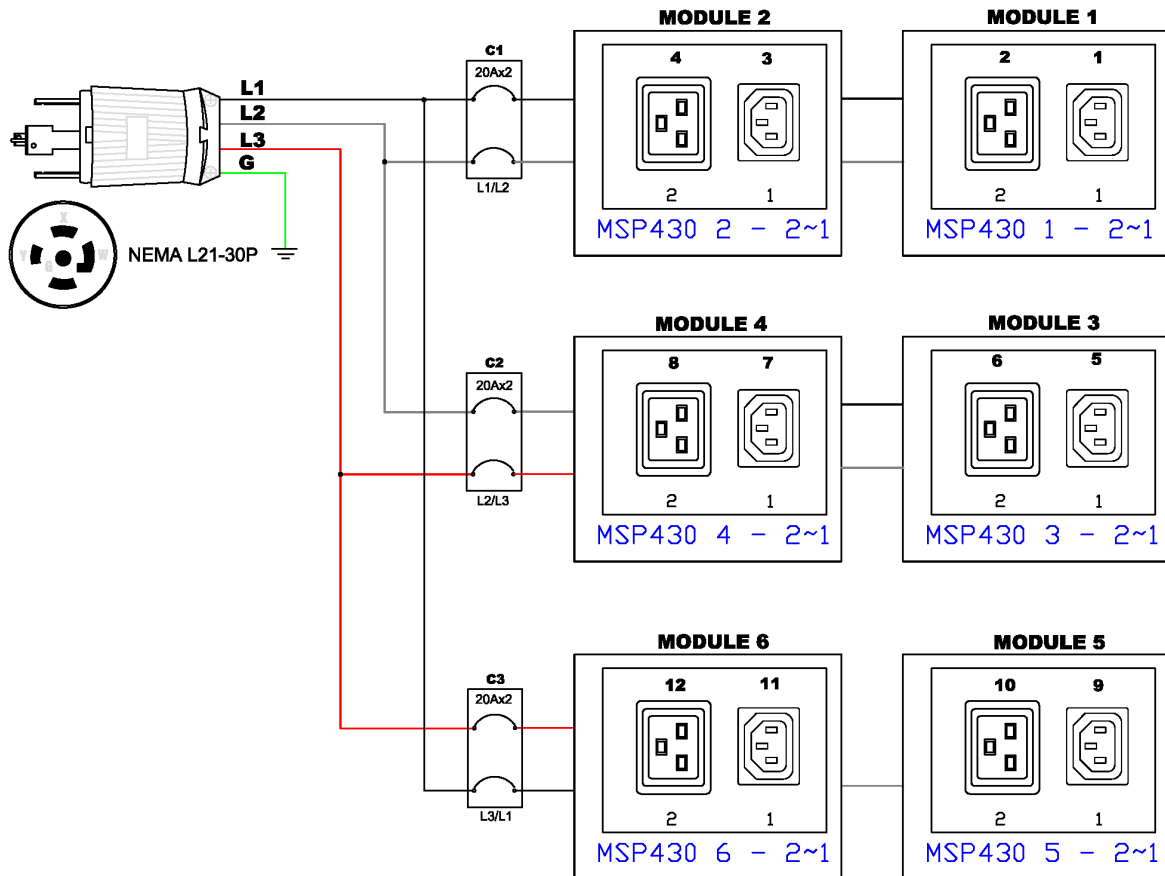 MODULE 2
MODULE 1
C1
20Ax2
L1/L2
4
3
2
1
2
1
2
1
MSP430 2 - 2~1
MSP430 1 - 2~1
L1
L2
L3
G
X
Y
W
G
NEMA L21-30P
MODULE 4
MODULE 3
C2
20Ax2
L2/L3
8
7
6
5
2
1
2
1
MSP430 4 - 2~1
MSP430 3 - 2~1
MODULE 6
MODULE 5
C3
20Ax2
L3/L1
12
11
10
9
2
1
2
1
MSP430 6 - 2~1
MSP430 5 - 2~1